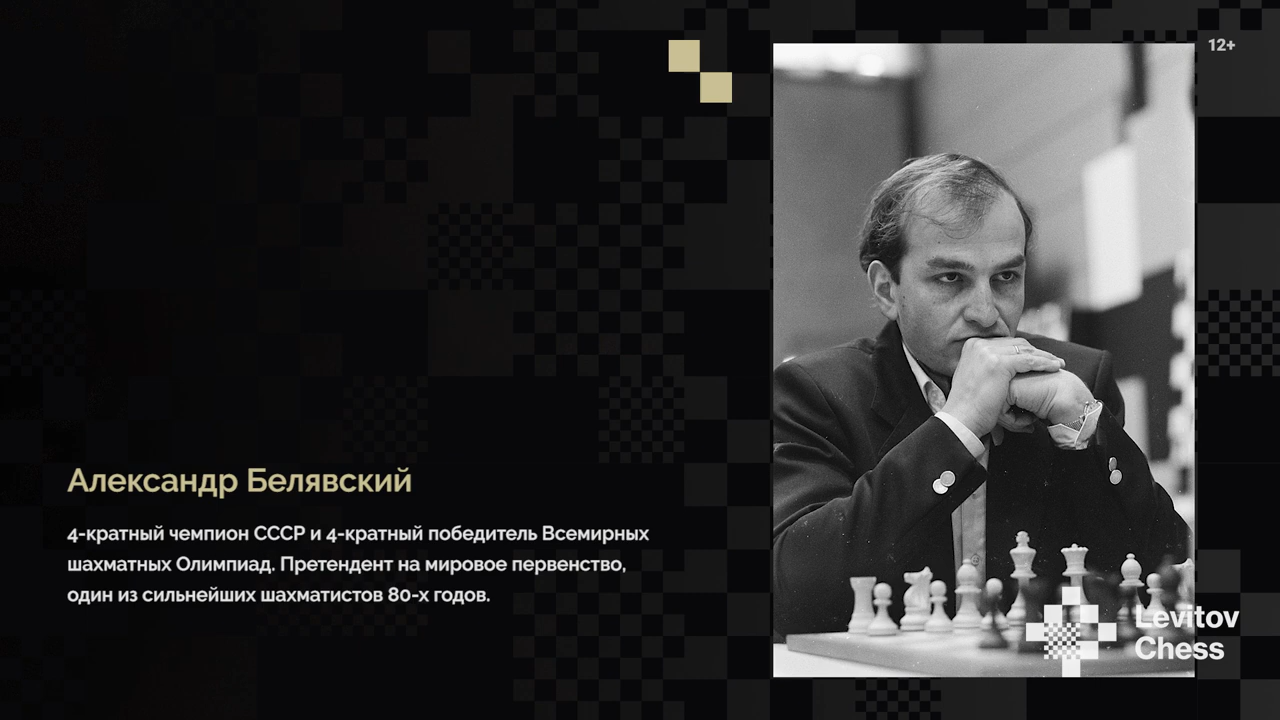 12+
Александр Белявский
4-кратный чемпион СССР и 4-кратный победитель Всемирных
шахматных Олимпиад. Претендент на мировое первенство,
один из сильнейших шахматистов 80-х годов.
Levitov
Chess